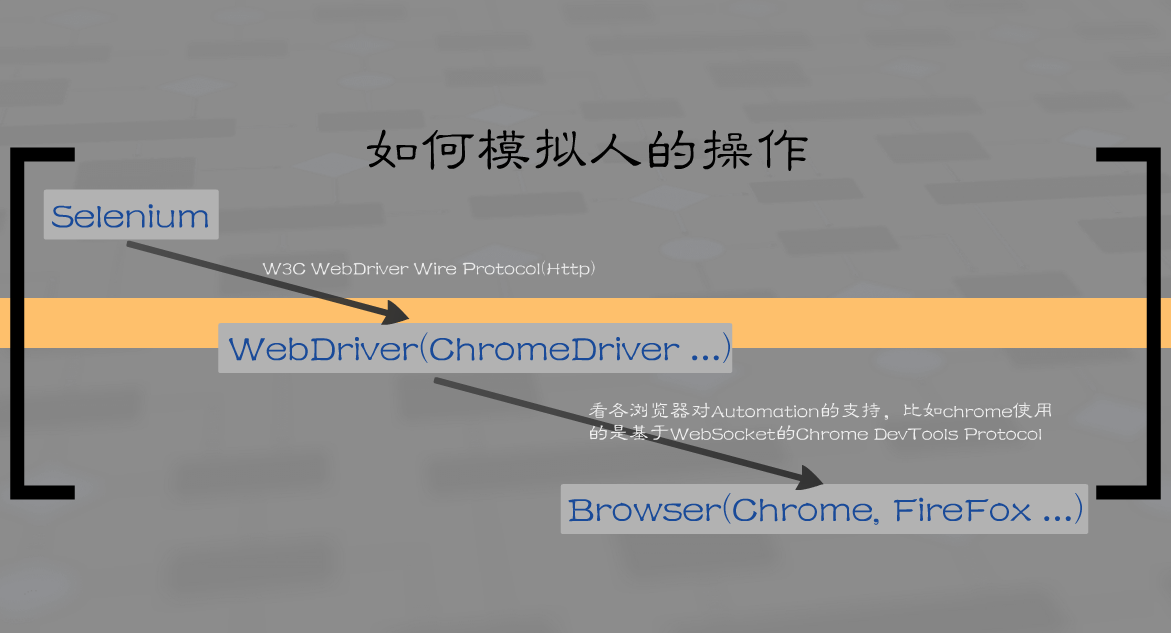 如何模拟人的操作
Selenium
W3C WebDriver Wire Protocol(Http)
WebDriver(ChromeDriver ...)
看各浏览器对Automation的支持，比如chrome使用
的是基于WebSocket的Chrome DevTools Protocol
Browser(Chrome, FireFox ...)